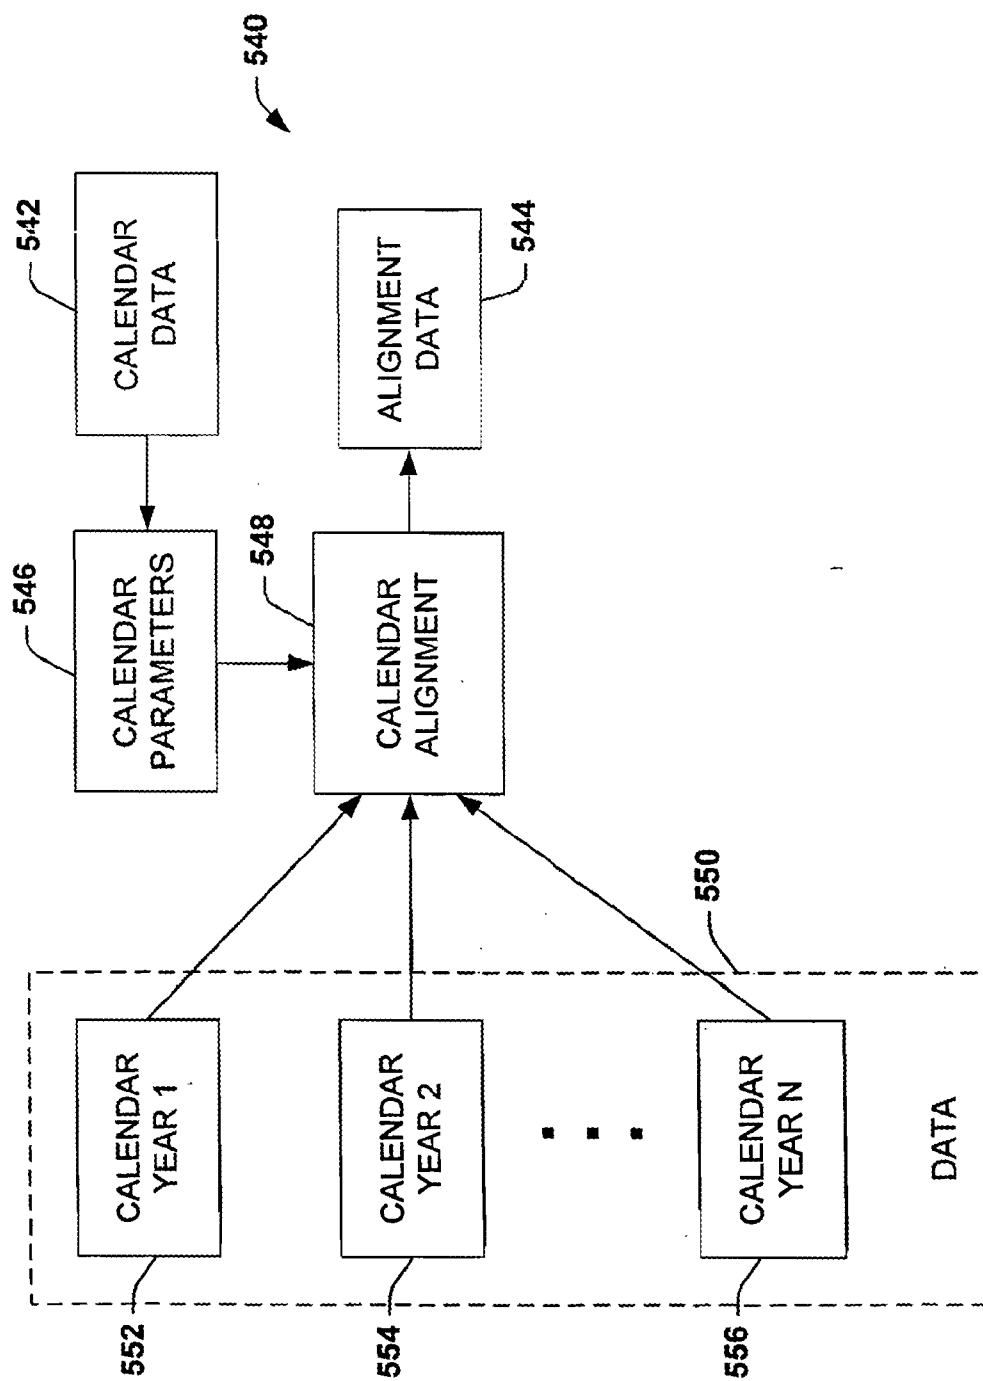 540
542
CALENDAR
DATA
546
CALENDAR
PARAMETERS
544
ALIGNMENT
DATA
548
CALENDAR
ALIGNMENT
550
552
CALENDAR
YEAR 1
554
CALENDAR
YEAR 2
556
CALENDAR
YEAR N
DATA